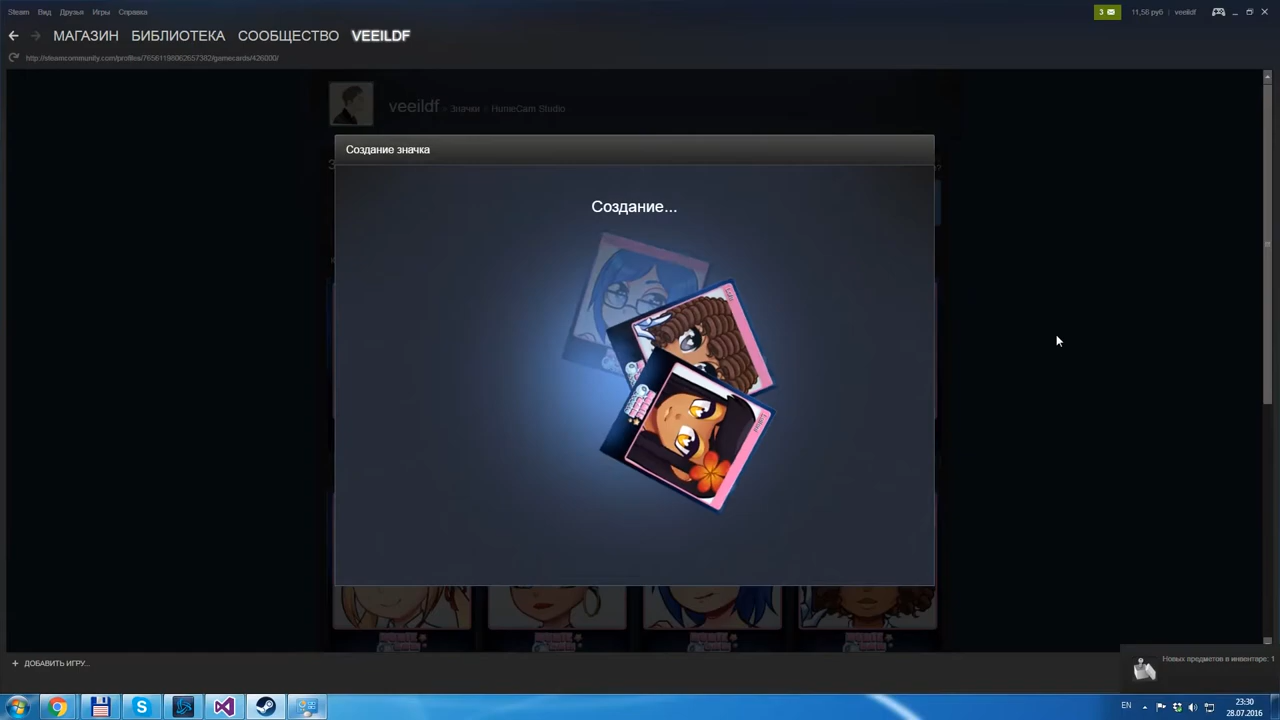 Steam Вид Друзья Игры Справка
3
11,56 руб veeildf
МАГАЗИН БИБЛИОТЕКА СООБЩЕСТВО VEEILDF
veeildf » Значки » HunieCam Studio
Создание значка
Создание...
ДОБАВИТЬ ИГРУ...
Новых предметов в инвентаре: 1
EN
23:30
28.07.2016